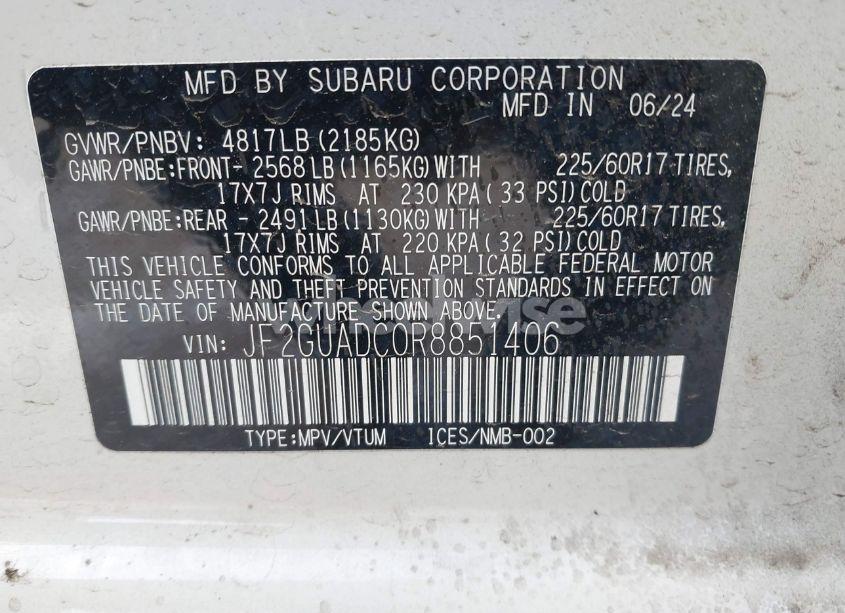 MFD BY SUBARU CORPORATION
MFD IN 06/24
GVWR/PNBV: 4817LB (2185KG)
GAWR/PNBE:FRONT- 2568LB (1165KG) WITH 225/60R17 TIRES,
17X7J RIMS AT 230 KPA ( 33 PSI) COLD
GAWR/PNBE:REAR - 2491LB (1130KG) WITH 225/60R17 TIRES,
17X7J RIMS AT 220 KPA ( 32 PSI) COLD
THIS VEHICLE CONFORMS TO ALL APPLICABLE FEDERAL MOTOR
VEHICLE SAFETY AND THEFT PREVENTION STANDARDS IN EFFECT ON
THE DATE OF MANUFACTURE SHOWN ABOVE.
VIN: JF2GUADC0R8851406
TYPE:MPV/VTUM ICES/NMB-002